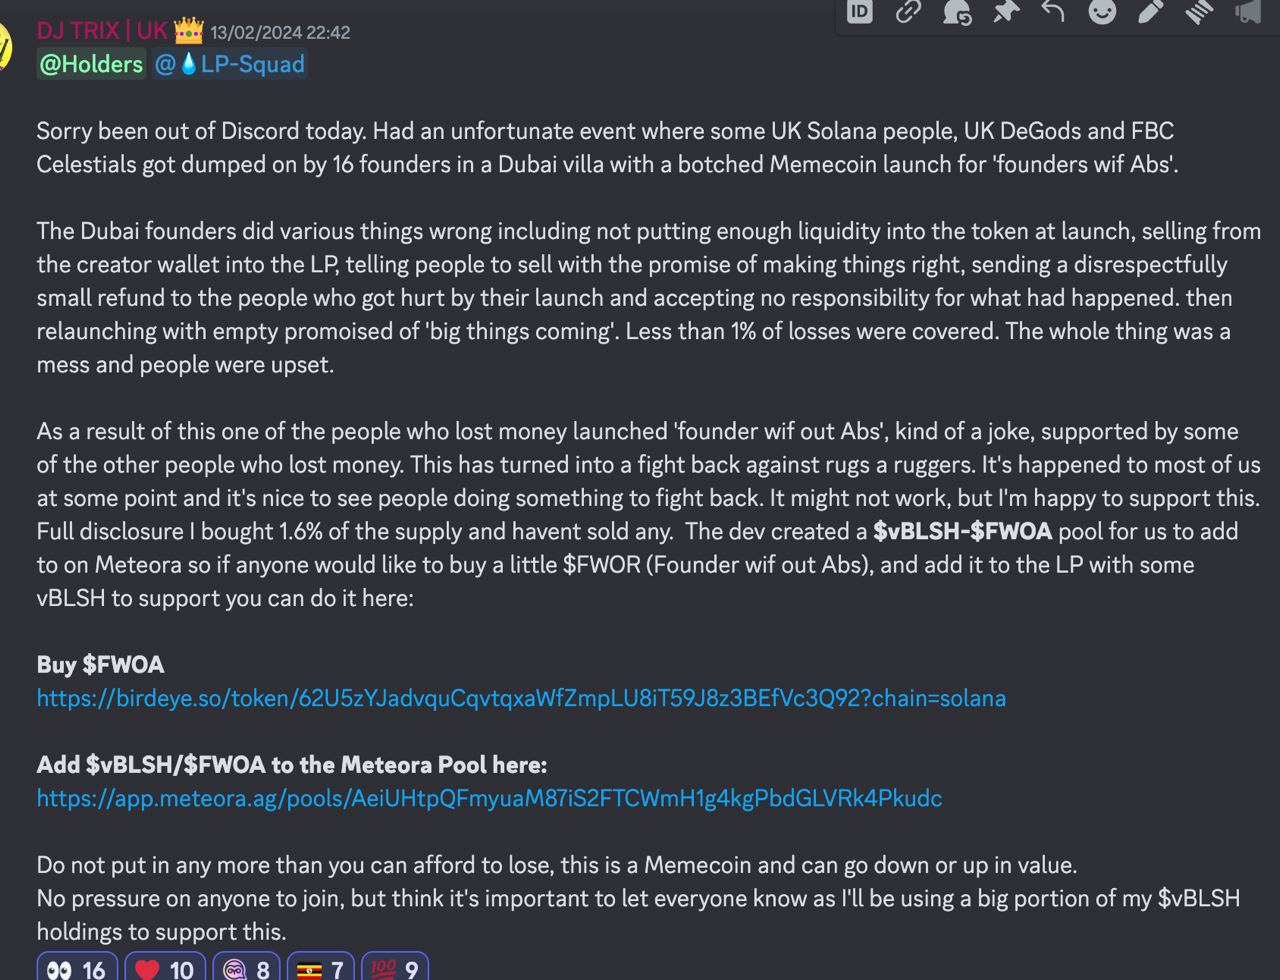 ID
DJ TRIX | UK 13/02/2024 22:42
@Holders @LP-Squad
Sorry been out of Discord today. Had an unfortunate event where some UK Solana people, UK DeGods and FBC
Celestials got dumped on by 16 founders in a Dubai villa with a botched Memecoin launch for 'founders wif Abs'.
The Dubai founders did various things wrong including not putting enough liquidity into the token at launch, selling from
the creator wallet into the LP, telling people to sell with the promise of making things right, sending a disrespectfully
small refund to the people who got hurt by their launch and accepting no responsibility for what had happened. then
relaunching with empty promoised of 'big things coming'. Less than 1% of losses were covered. The whole thing was a
mess and people were upset.
As a result of this one of the people who lost money launched 'founder wif out Abs', kind of a joke, supported by some
of the other people who lost money. This has turned into a fight back against rugs a ruggers. It's happened to most of us
at some point and it's nice to see people doing something to fight back. It might not work, but I'm happy to support this.
Full disclosure I bought 1.6% of the supply and havent sold any.  The dev created a $vBLSH-$FWOA pool for us to add
to on Meteora so if anyone would like to buy a little $FWOR (Founder wif out Abs), and add it to the LP with some
vBLSH to support you can do it here:
Buy $FWOA
https://birdeye.so/token/62U5zYJadvquCqvtqxaWfZmpLU8iT59J8z3BEfVc3Q92?chain=solana
Add $vBLSH/$FWOA to the Meteora Pool here:
https://app.meteora.ag/pools/AeiUHtpQFmyuaM87iS2FTCWmH1g4kgPbdGLVRk4Pkudc
Do not put in any more than you can afford to lose, this is a Memecoin and can go down or up in value.
No pressure on anyone to join, but think it's important to let everyone know as I'll be using a big portion of my $vBLSH
holdings to support this.
16 10 8 7 100 9